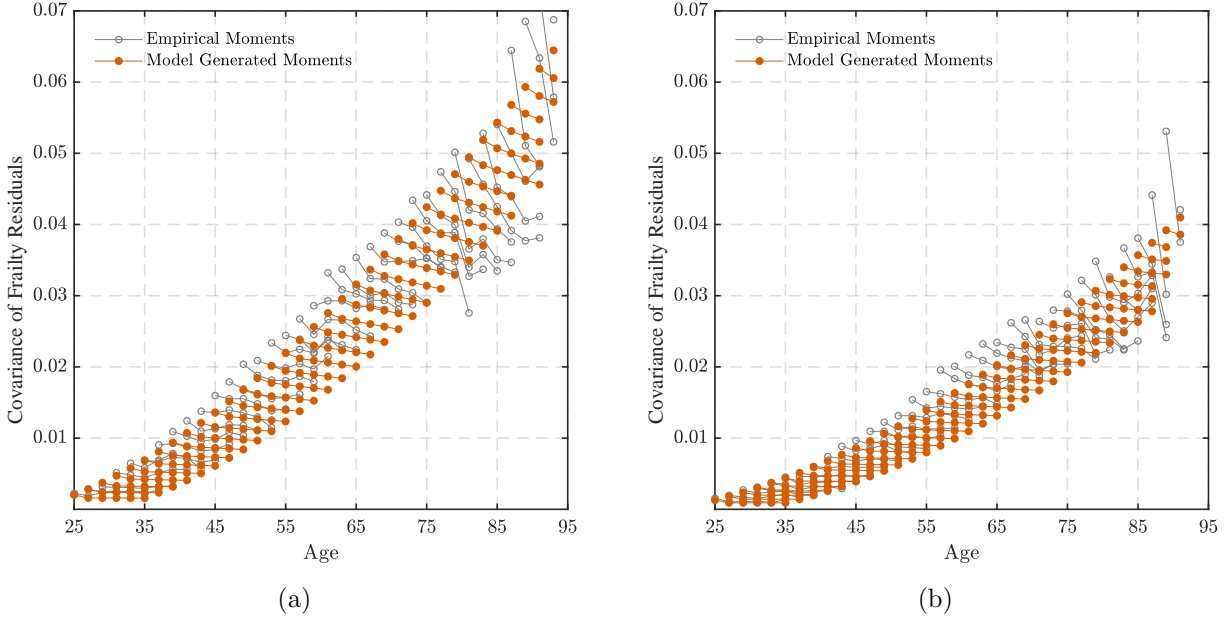 0.07
0.06
0.05
0.04
0.03
0.02
0.01
Covariance of Frailty Residuals
Empirical Moments
Model Generated Moments
25 35 45 55 65 75 85 95
Age
(a)
0.07
0.06
0.05
0.04
0.03
0.02
0.01
Covariance of Frailty Residuals
Empirical Moments
Model Generated Moments
25 35 45 55 65 75 85 95
Age
(b)